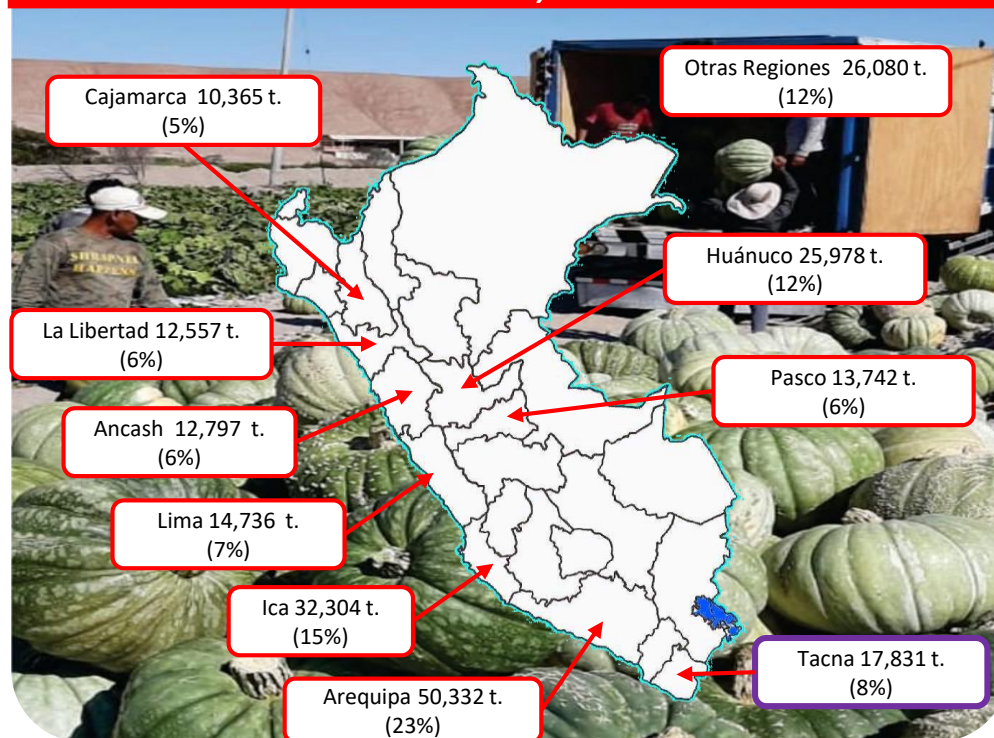 Otras Regiones 26,080 t.
(12%)
Cajamarca 10,365 t.
(5%)
Huánuco 25,978 t.
(12%)
La Libertad 12,557 t.
(6%)
Pasco 13,742 t.
(6%)
Ancash 12,797 t.
(6%)
Lima 14,736 t.
(7%)
Ica 32,304 t.
(15%)
Tacna 17,831 t.
(8%)
Arequipa 50,332 t.
(23%)